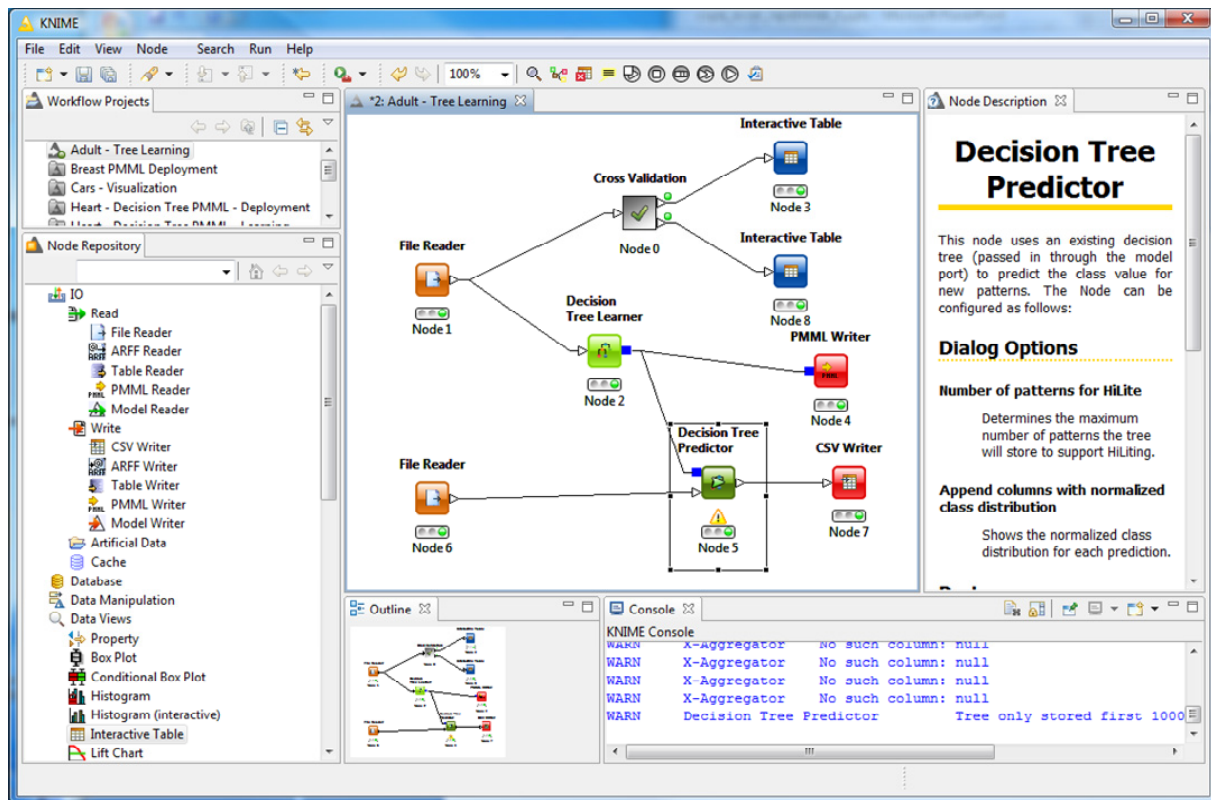 KNIME
File Edit View Node Search Run Help
100%
Workflow Projects
Adult - Tree Learning
Breast PMML Deployment
Cars - Visualization
Heart - Decision Tree PMML - Deployment
Heart - Decision Tree PMML - Learning
Node Repository
IO
Read
File Reader
ARFF Reader
Table Reader
PMML Reader
Model Reader
Write
CSV Writer
ARFF Writer
Table Writer
PMML Writer
Model Writer
Artificial Data
Cache
Database
Data Manipulation
Data Views
Property
Box Plot
Conditional Box Plot
Histogram
Histogram (interactive)
Interactive Table
Lift Chart
*2: Adult - Tree Learning
Interactive Table
Node 3
Cross Validation
Node 0
Interactive Table
Node 8
File Reader
Node 1
Decision
Tree Learner
Node 2
PMML Writer
Node 4
Decision Tree
Predictor
Node 5
CSV Writer
Node 7
File Reader
Node 6
Outline
Console
KNIME Console
WARN X-Aggregator No such column: null
WARN X-Aggregator No such column: null
WARN X-Aggregator No such column: null
WARN X-Aggregator No such column: null
WARN Decision Tree Predictor Tree only stored first 1000
Node Description
Decision Tree
Predictor
This node uses an existing decision
tree (passed in through the model
port) to predict the class value for
new patterns. The Node can be
configured as follows:
Dialog Options
Number of patterns for HiLite
Determines the maximum
number of patterns the tree
will store to support HiLiting.
Append columns with normalized
class distribution
Shows the normalized class
distribution for each prediction.